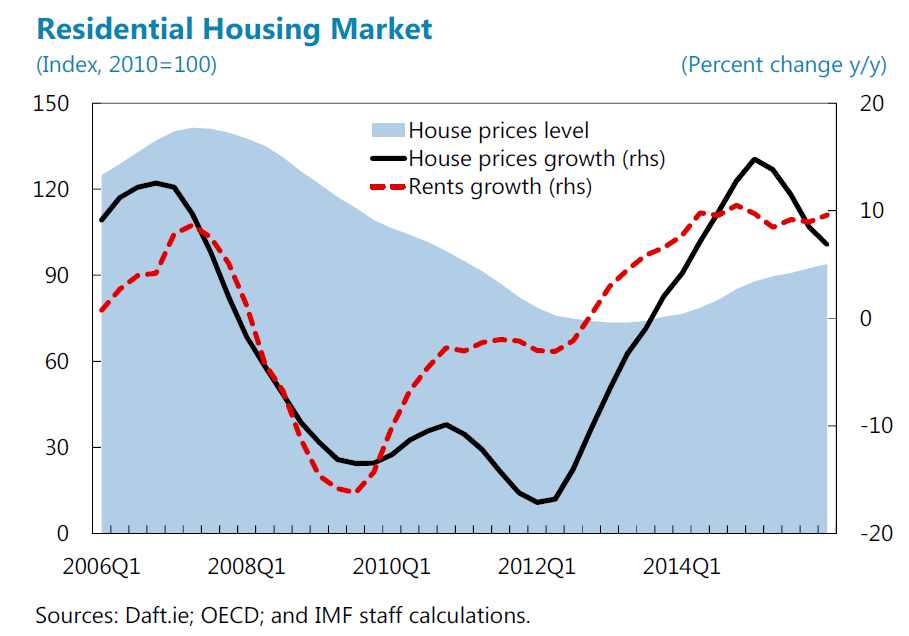 Residential Housing Market
(Index, 2010=100) (Percent change y/y)
150 20
House prices level
House prices growth (rhs)
120 Rents growth (rhs)
10
90
0
60
-10
30
0 -20
2006Q1 2008Q1 2010Q1 2012Q1 2014Q1
Sources: Daft.ie; OECD; and IMF staff calculations.